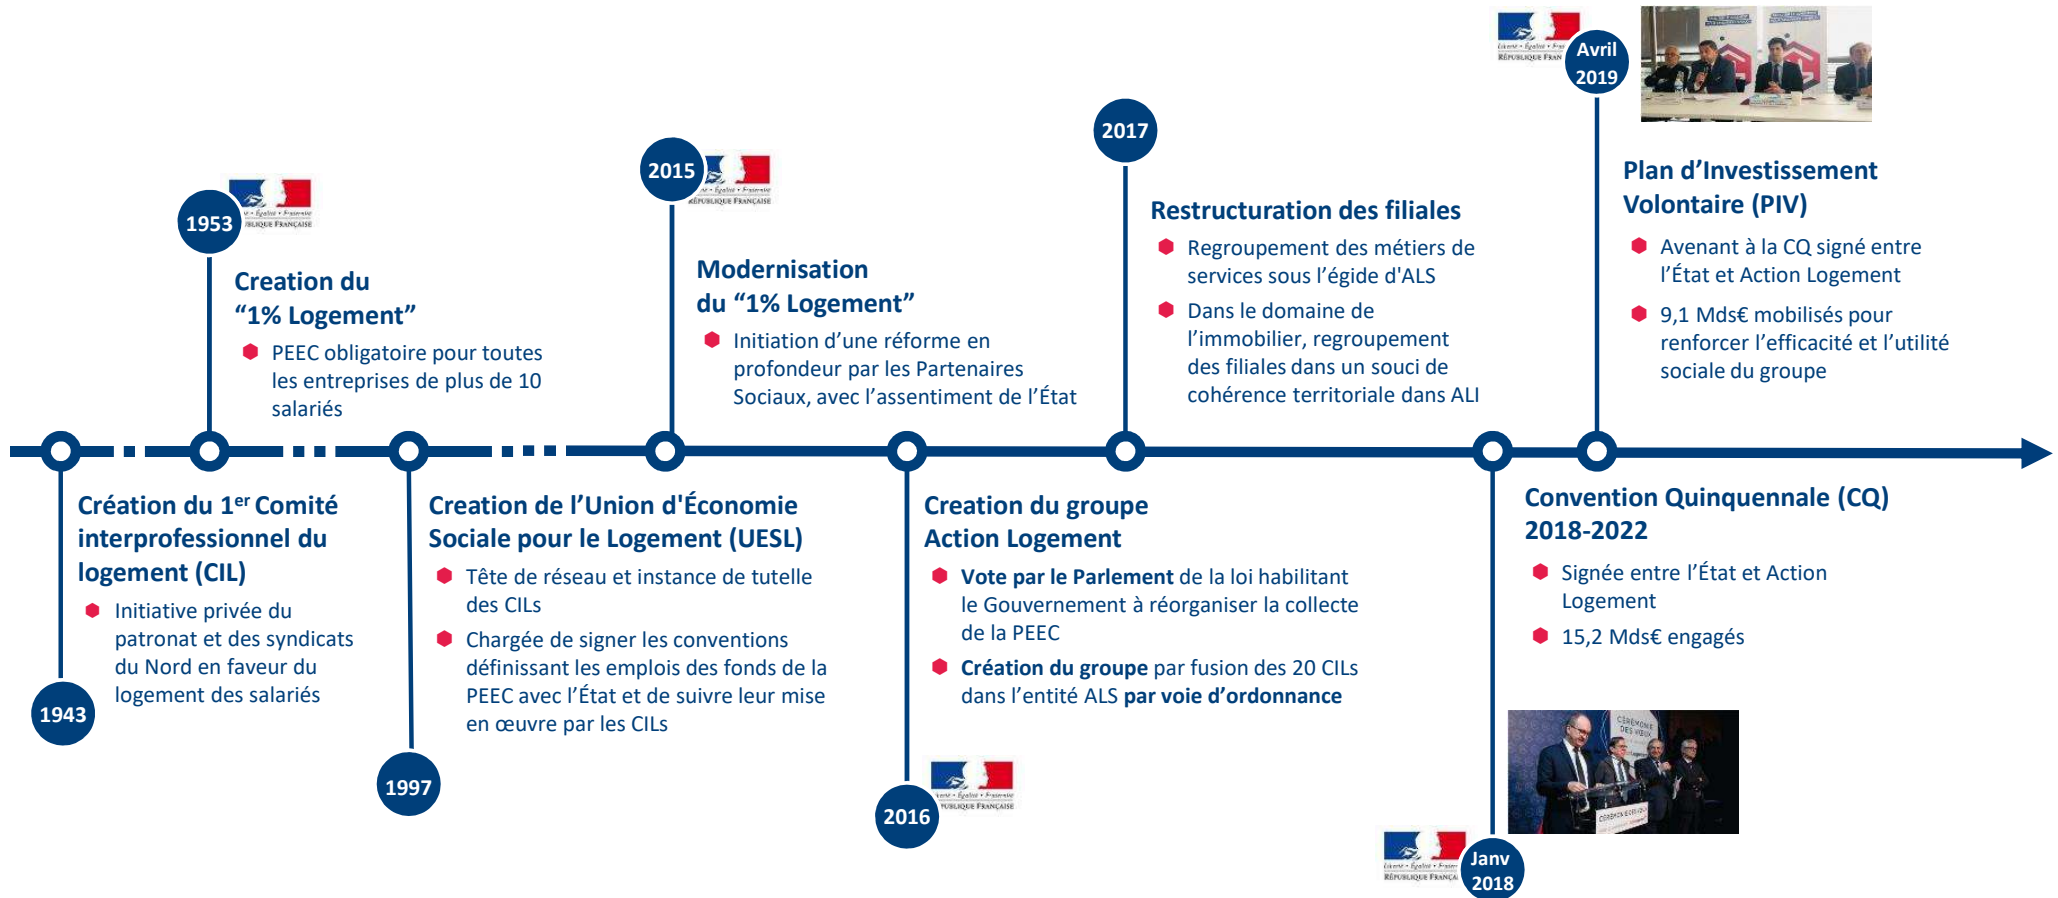 1943
Création du 1er Comité
interprofessionnel du
logement (CIL)
Initiative privée du
patronat et des syndicats
du Nord en faveur du
logement des salariés
1953
Creation du
“1% Logement”
PEEC obligatoire pour toutes
les entreprises de plus de 10
salariés
1997
Creation de l’Union d'Économie
Sociale pour le Logement (UESL)
Tête de réseau et instance de tutelle
des CILs
Chargée de signer les conventions
définissant les emplois des fonds de la
PEEC avec l’État et de suivre leur mise
en œuvre par les CILs
2015
RÉPUBLIQUE FRANÇAISE
Modernisation
du “1% Logement”
Initiation d’une réforme en
profondeur par les Partenaires
Sociaux, avec l’assentiment de l’État
2016
Creation du groupe
Action Logement
Vote par le Parlement de la loi habilitant
le Gouvernement à réorganiser la collecte
de la PEEC
Création du groupe par fusion des 20 CILs
dans l’entité ALS par voie d’ordonnance
2017
Restructuration des filiales
Regroupement des métiers de
services sous l’égide d'ALS
Dans le domaine de
l’immobilier, regroupement
des filiales dans un souci de
cohérence territoriale dans ALI
Janv
2018
Convention Quinquennale (CQ)
2018-2022
Signée entre l’État et Action
Logement
15,2 Mds€ engagés
CÉRÉMONIE
DES VŒUX
Avril
2019
Plan d’Investissement
Volontaire (PIV)
Avenant à la CQ signé entre
l’État et Action Logement
9,1 Mds€ mobilisés pour
renforcer l’efficacité et l’utilité
sociale du groupe